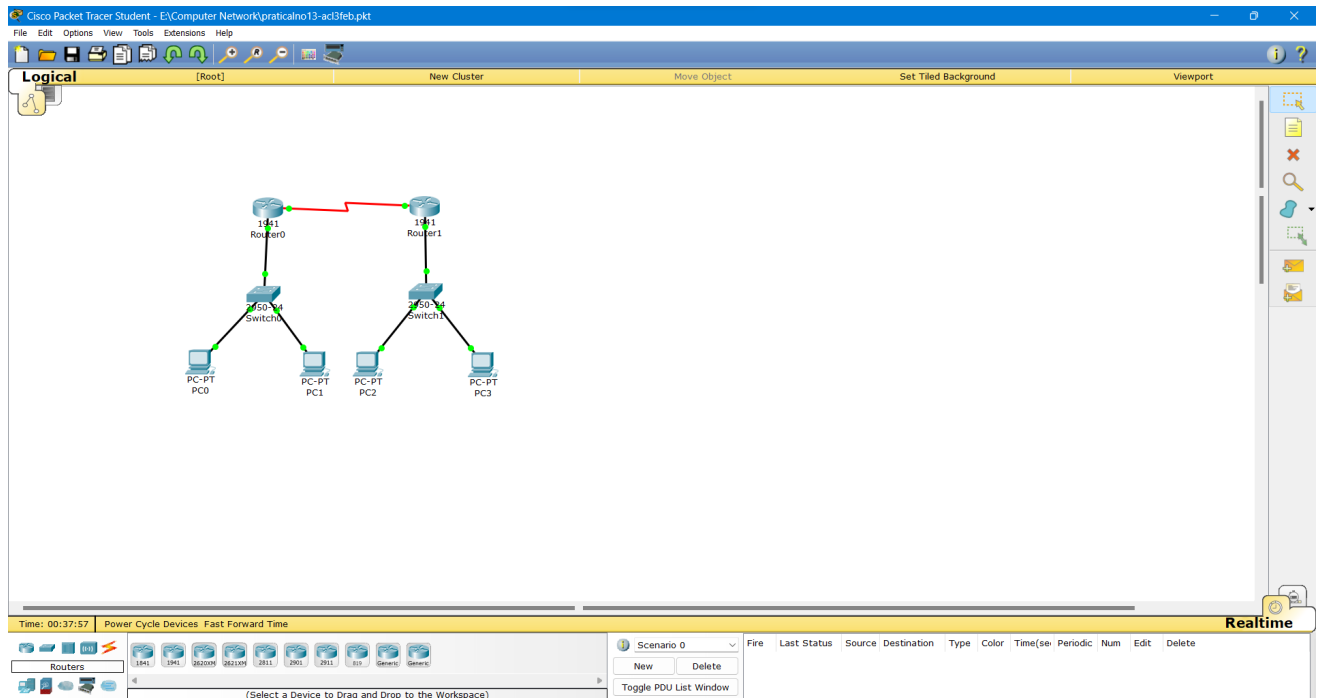 Cisco Packet Tracer Student - E:\Computer Network\praticalno13-acl3feb.pkt
File Edit Options View Tools Extensions Help
Logical [Root] New Cluster Move Object Set Tiled Background Viewport
1941
Router0
1941
Router1
2950-24
Switch0
2950-24
Switch1
PC-PT
PC0
PC-PT
PC1
PC-PT
PC2
PC-PT
PC3
Time: 00:37:57 Power Cycle Devices Fast Forward Time
Realtime
Routers
1841 1941 2620XM 2621XM 2811 2901 2911 819 Generic Generic
(Select a Device to Drag and Drop to the Workspace)
Scenario 0
New Delete
Toggle PDU List Window
Fire Last Status Source Destination Type Color Time(se Periodic Num Edit Delete